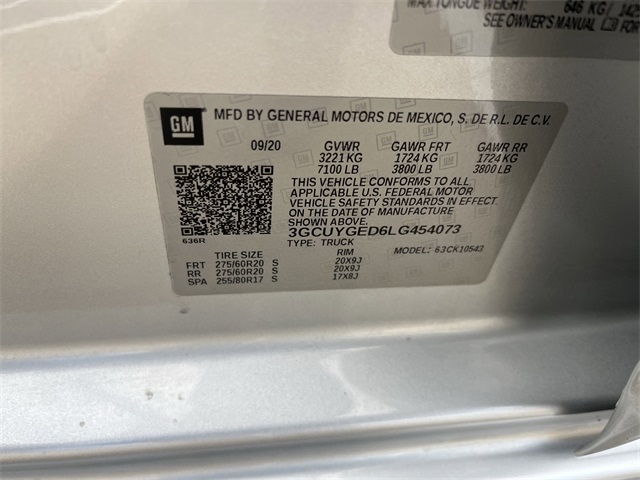 MAX TONGUE WEIGHT: 646 KG/ 142
SEE OWNER'S MANUAL FOR
GM
MFD BY GENERAL MOTORS DE MEXICO, S. DE R.L. DE C.V.
09/20 GVWR GAWR FRT GAWR RR
3221 KG 1724 KG 1724 KG
7100 LB 3800 LB 3800 LB
THIS VEHICLE CONFORMS TO ALL
APPLICABLE U.S. FEDERAL MOTOR
VEHICLE SAFETY STANDARDS IN EFFECT
ON THE DATE OF MANUFACTURE
SHOWN ABOVE.
3GCUYGED6LG454073
636R
TYPE: TRUCK MODEL: 63CK10543
TIRE SIZE RIM
FRT 275/60R20 S 20X9J
RR 275/60R20 S 20X9J
SPA 255/80R17 S 17X8J